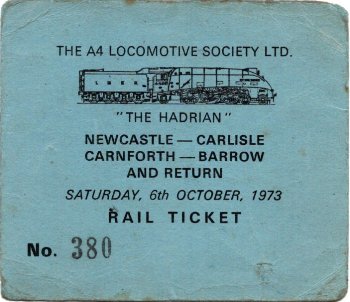 THE A4 LOCOMOTIVE SOCIETY LTD.
"THE HADRIAN"
NEWCASTLE — CARLISLE
CARNFORTH — BARROW
AND RETURN
SATURDAY, 6th OCTOBER, 1973
RAIL TICKET
No. 380